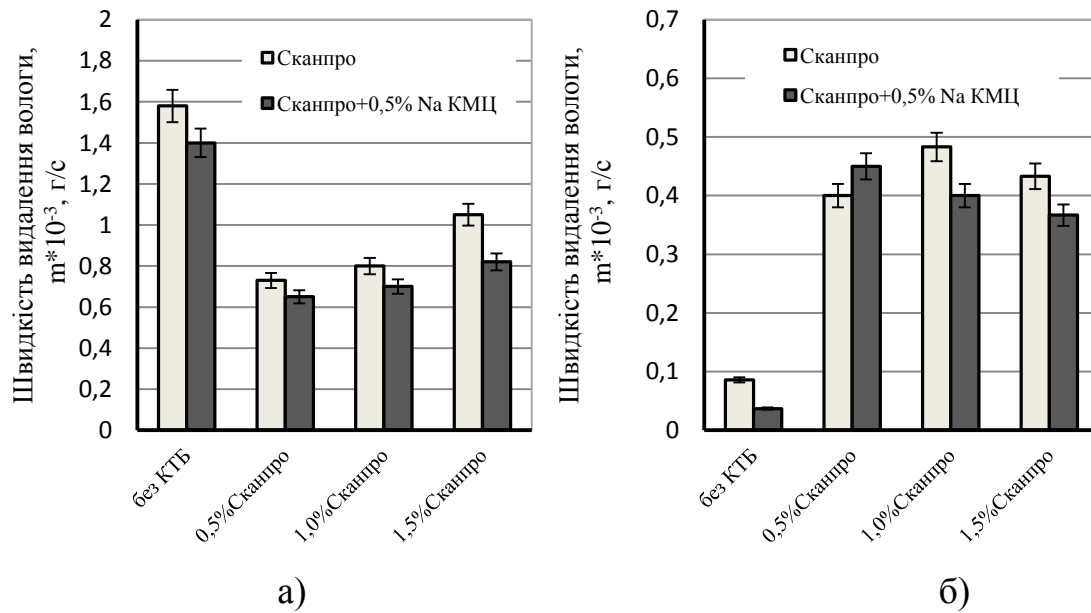 Швидкість видалення вологи,
m*10-3, г/с
2
1,8
1,6
1,4
1,2
1
0,8
0,6
0,4
0,2
0
Сканпро
Сканпро+0,5% Na КМЦ
без КТБ
0,5%Сканпро
1,0%Сканпро
1,5%Сканпро
а)
Швидкість видалення вологи,
m*10-3, г/с
0,7
0,6
0,5
0,4
0,3
0,2
0,1
0
Сканпро
Сканпро+0,5% Na КМЦ
без КТБ
0,5%Сканпро
1,0%Сканпро
1,5%Сканпро
б)